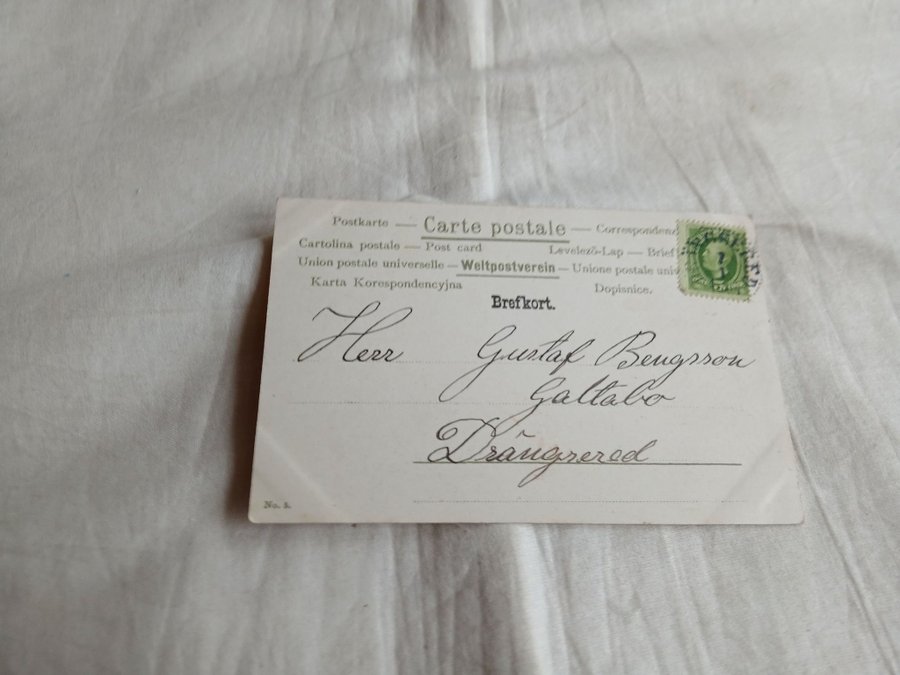 Postkarte — Carte postale — Correspondenz
Cartolina postale — Post card Levelező-Lap — Brief
Union postale universelle — Weltpostverein — Unione postale univ
Karta Korespondencyjna Dopisnice.
Brefkort.
Herr Gustaf Bengsson
Galtabo
Drängsered
No. 5.